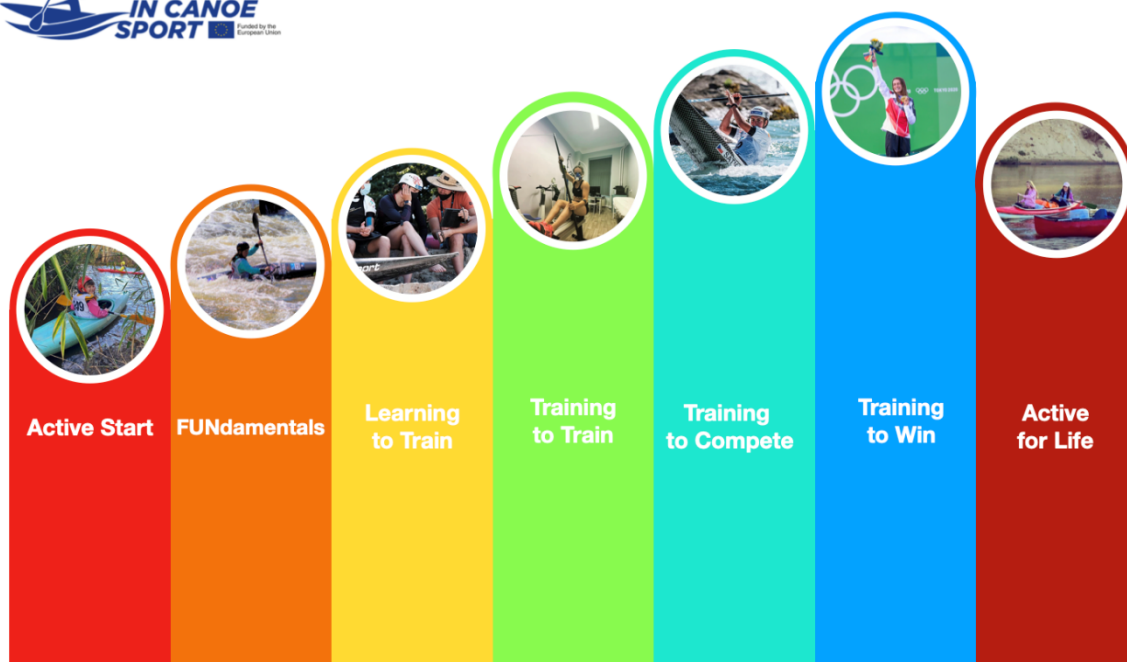 IN CANOE
SPORT
Funded by the
European Union
Active Start
FUNdamentals
Learning
to Train
Training
to Train
Training
to Compete
Training
to Win
Active
for Life